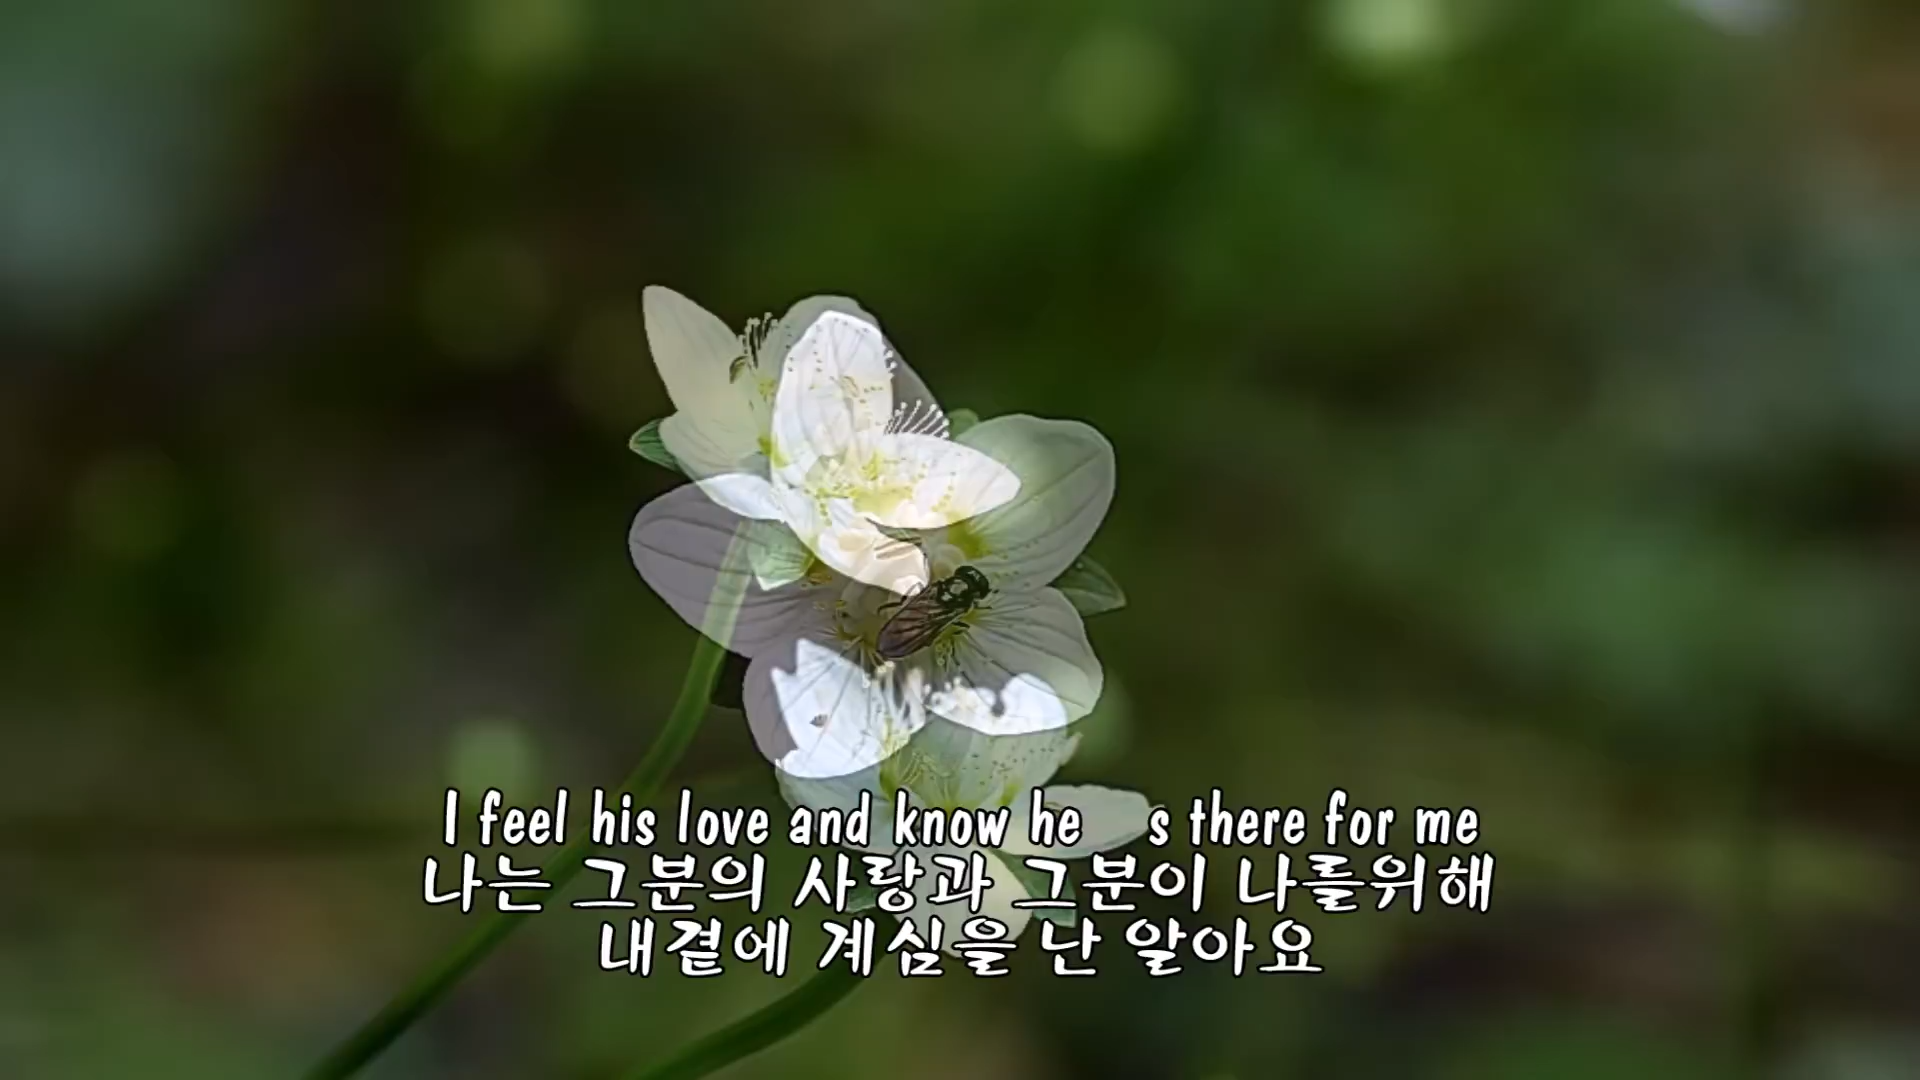 I feel his love and know he s there for me
나는 그분의 사랑과 그분이 나를위해
내곁에 계심을 난 알아요